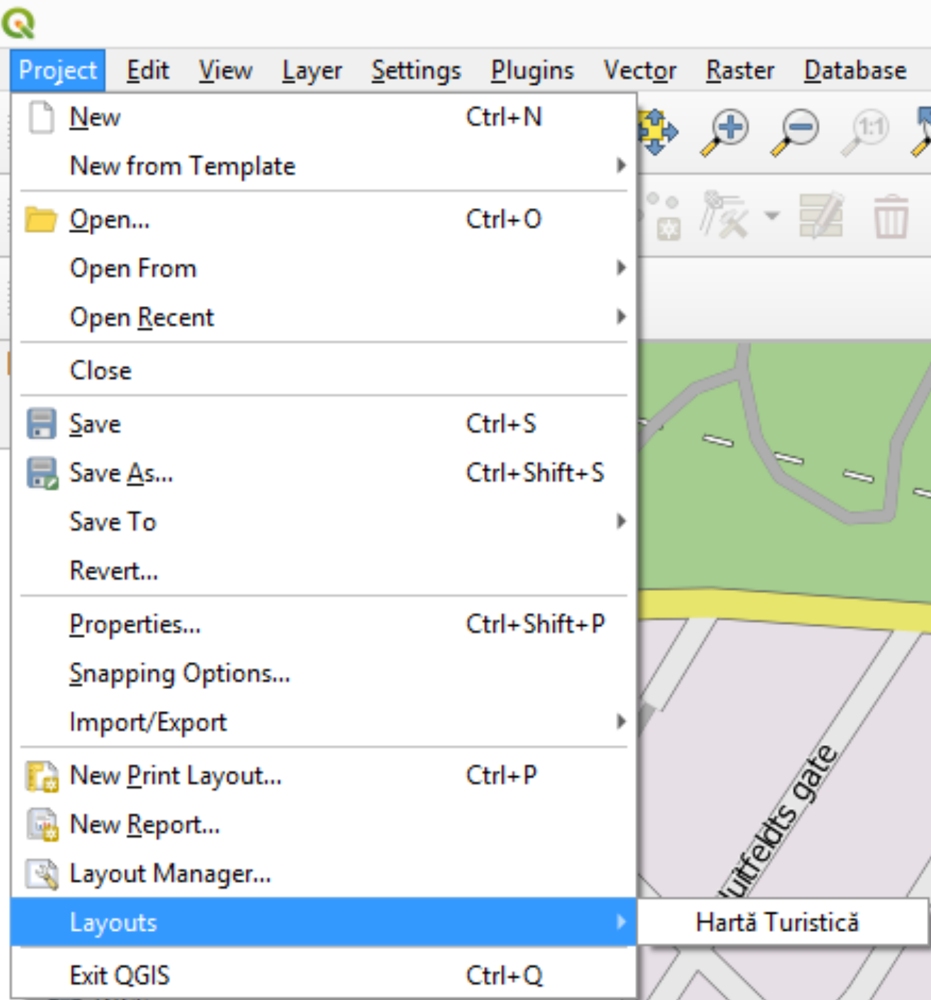 Project Edit View Layer Settings Plugins Vector Raster Database
New Ctrl+N
New from Template
1:1
Open... Ctrl+O
Open From
Open Recent
Close
Save Ctrl+S
Save As... Ctrl+Shift+S
Save To
Revert...
Properties... Ctrl+Shift+P
Snapping Options...
Import/Export
New Print Layout... Ctrl+P
New Report...
Layout Manager...
gate
Layouts
Hartă Turistică
Exit QGIS Ctrl+Q